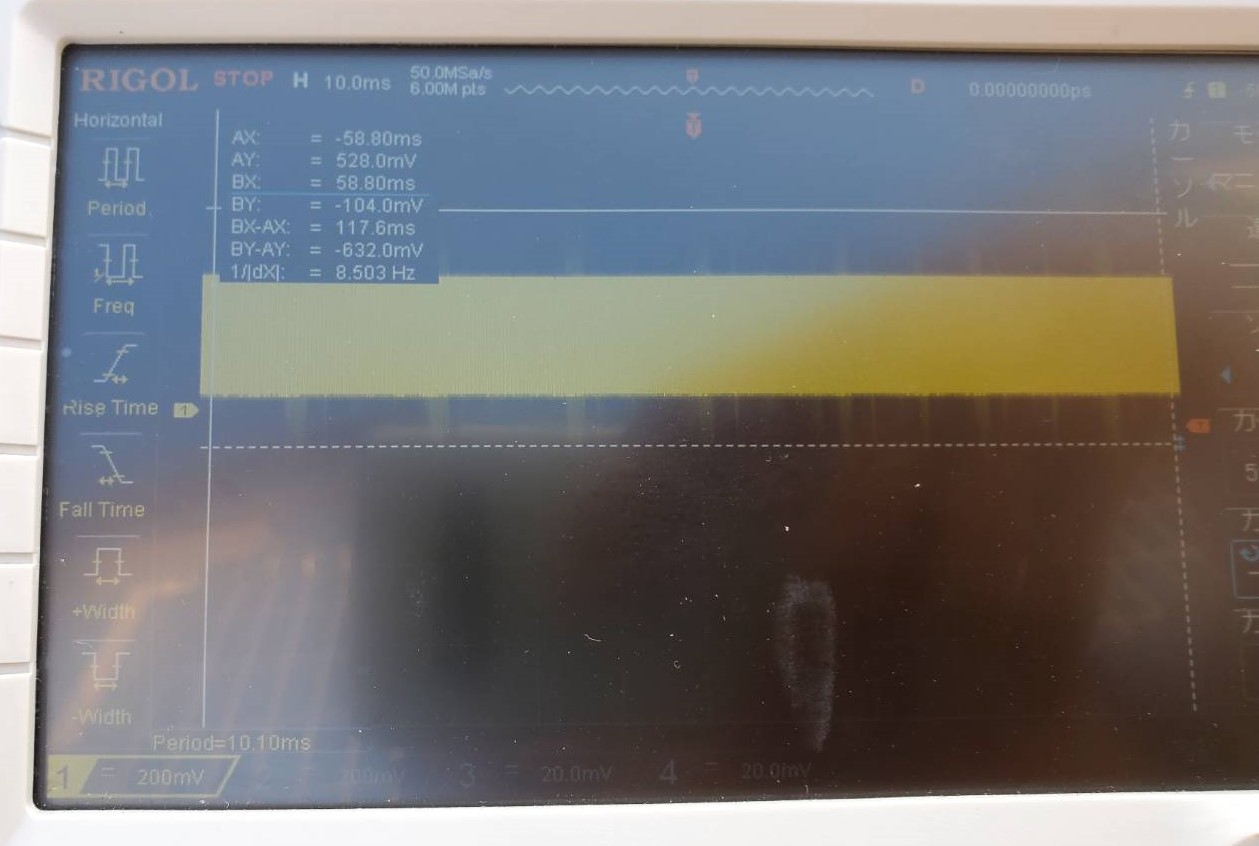 RIGOL STOP H 10.0ms 50.0MSa/s 6.00M pts D 0.00000000ps
Horizontal
Period
Freq
Rise Time
Fall Time
+Width
-Width
AX: = -58.80ms
AY: = 528.0mV
BX: = 58.80ms
BY: = -104.0mV
BX-AX: = 117.6ms
BY-AY: = -632.0mV
1/|dX|: = 8.503 Hz
1
カーソル
Period=10.10ms
1 = 200mV 2 200mV 3 = 20.0mV 4 = 20.0mV